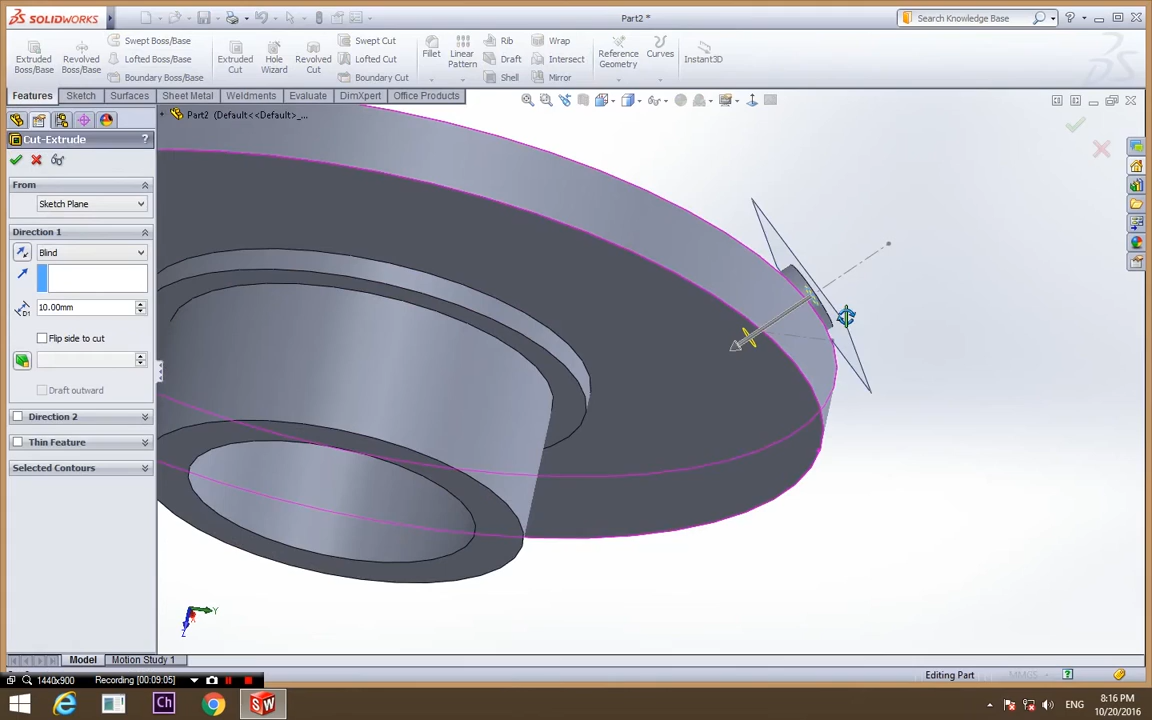 SOLIDWORKS
Part2 *
Search Knowledge Base
Extruded Boss/Base
Revolved Boss/Base
Swept Boss/Base
Lofted Boss/Base
Boundary Boss/Base
Extruded Cut
Hole Wizard
Revolved Cut
Swept Cut
Lofted Cut
Boundary Cut
Fillet
Linear Pattern
Rib
Draft
Shell
Wrap
Intersect
Mirror
Reference Geometry
Curves
Instant3D
Features
Sketch
Surfaces
Sheet Metal
Weldments
Evaluate
DimXpert
Office Products
Part2 (Default<<Default>_...
Cut-Extrude
?
From
Sketch Plane
Direction 1
Blind
10.00mm
Flip side to cut
Draft outward
Direction 2
Thin Feature
Selected Contours
Y
Z
Model
Motion Study 1
1440x900
Recording [00:09:05]
Editing Part
MMGS
Ch
SW
ENG
8:16 PM
10/20/2016